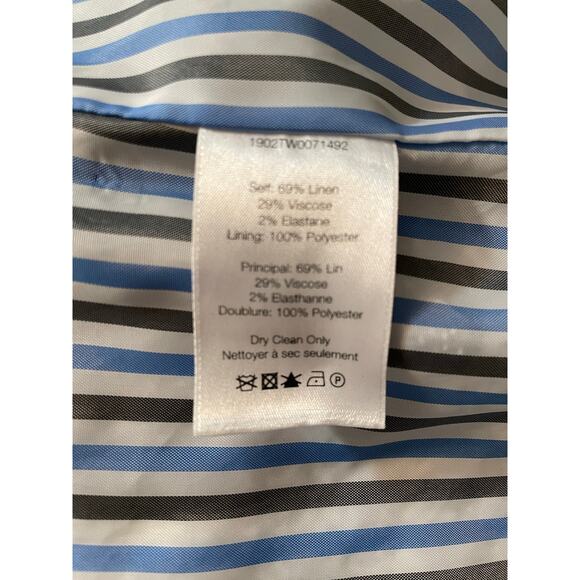 1902TW0071492
Self: 69% Linen
29% Viscose
2% Elastane
Lining: 100% Polyester
Principal: 69% Lin
29% Viscose
2% Elasthanne
Doublure: 100% Polyester
Dry Clean Only
Nettoyer à sec seulement
P